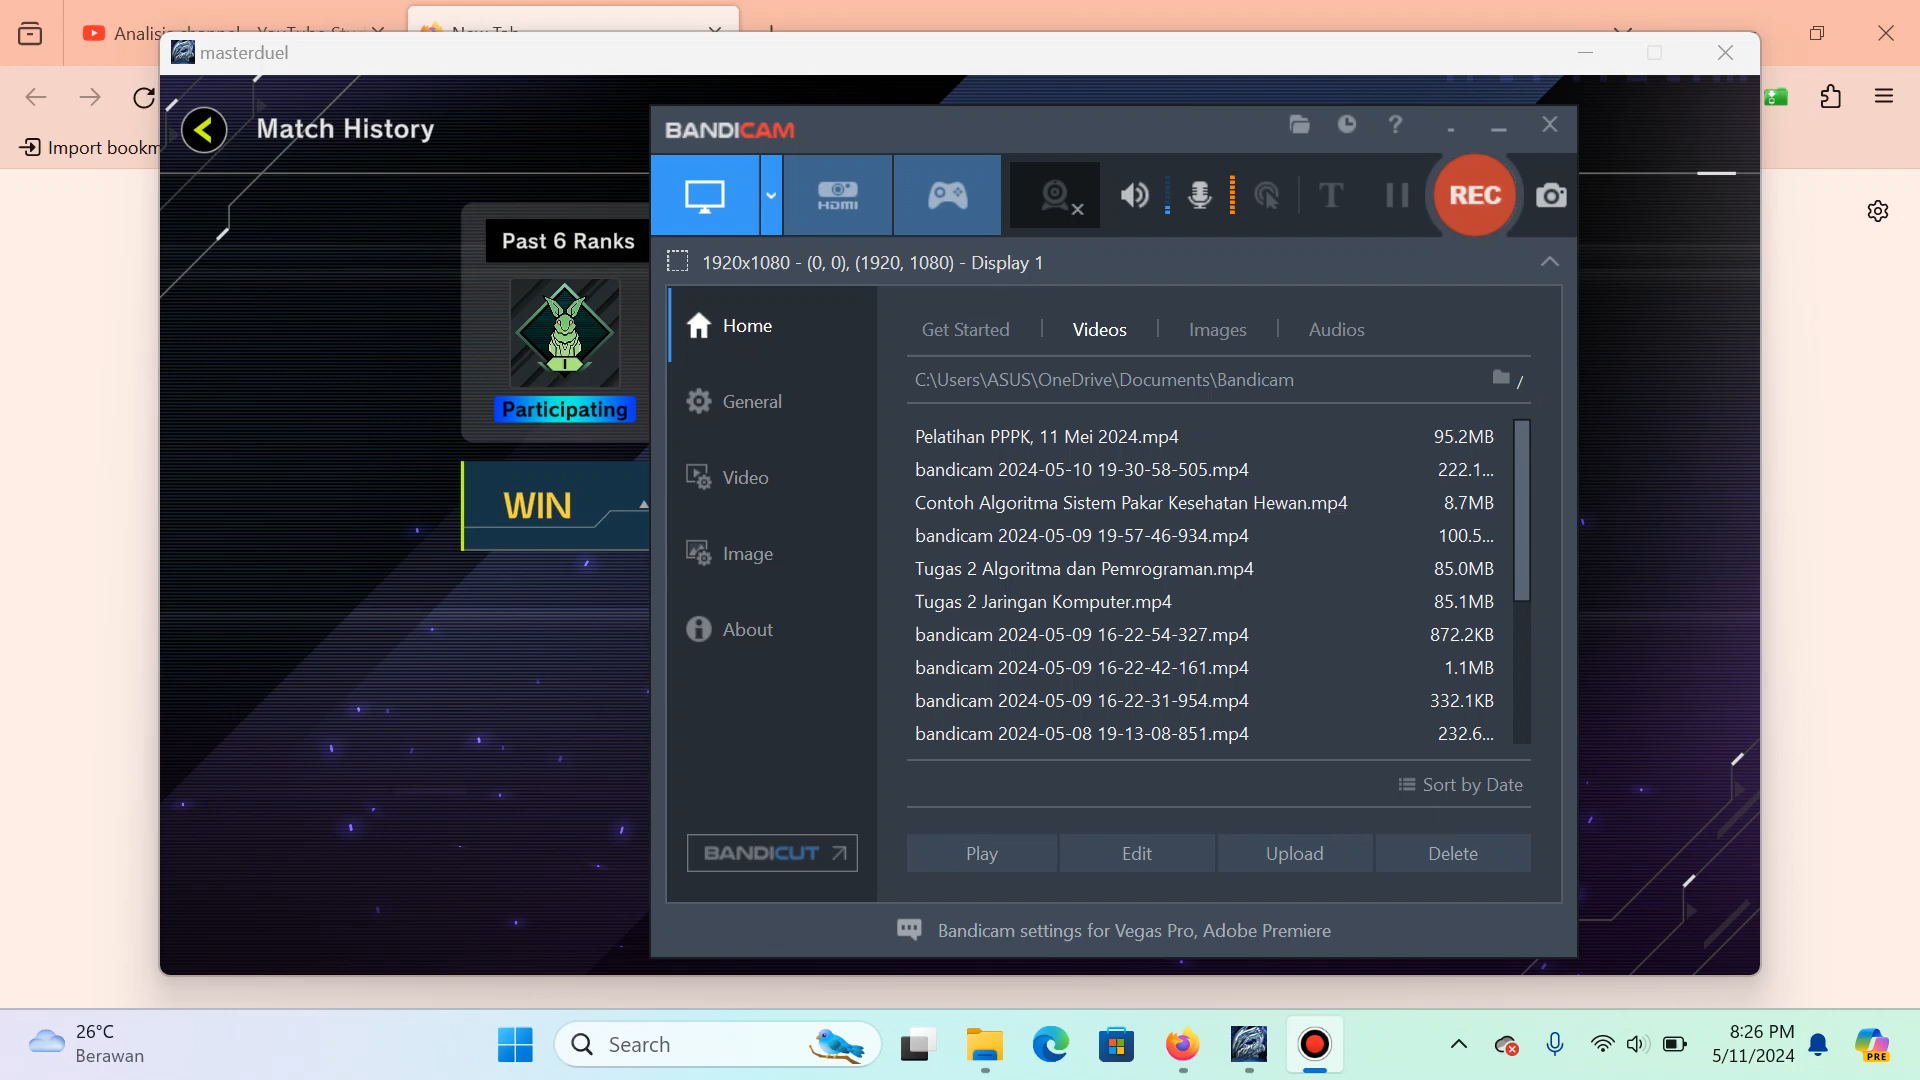 Analisis channel - YouTube Stu
New Tab
masterduel
Import bookm
Match History
Past 6 Ranks
I
Participating
WIN
BANDICAM
HDMI
T
REC
1920x1080 - (0, 0), (1920, 1080) - Display 1
Home
General
Video
Image
About
BANDICUT
Get Started
Videos
Images
Audios
C:\Users\ASUS\OneDrive\Documents\Bandicam
/
Pelatihan PPPK, 11 Mei 2024.mp4 95.2MB
bandicam 2024-05-10 19-30-58-505.mp4 222.1...
Contoh Algoritma Sistem Pakar Kesehatan Hewan.mp4 8.7MB
bandicam 2024-05-09 19-57-46-934.mp4 100.5...
Tugas 2 Algoritma dan Pemrograman.mp4 85.0MB
Tugas 2 Jaringan Komputer.mp4 85.1MB
bandicam 2024-05-09 16-22-54-327.mp4 872.2KB
bandicam 2024-05-09 16-22-42-161.mp4 1.1MB
bandicam 2024-05-09 16-22-31-954.mp4 332.1KB
bandicam 2024-05-08 19-13-08-851.mp4 232.6...
Sort by Date
Play Edit Upload Delete
Bandicam settings for Vegas Pro, Adobe Premiere
26°C
Berawan
Search
8:26 PM
5/11/2024
PRE